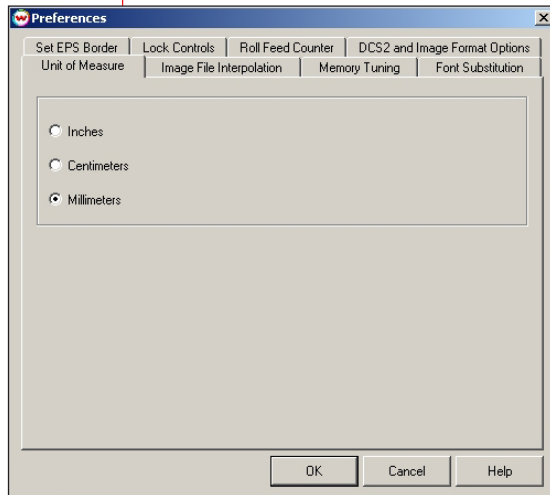 Preferences
Set EPS Border Lock Controls Roll Feed Counter DCS2 and Image Format Options
Unit of Measure Image File Interpolation Memory Tuning Font Substitution
Inches
Centimeters
Millimeters
OK Cancel Help